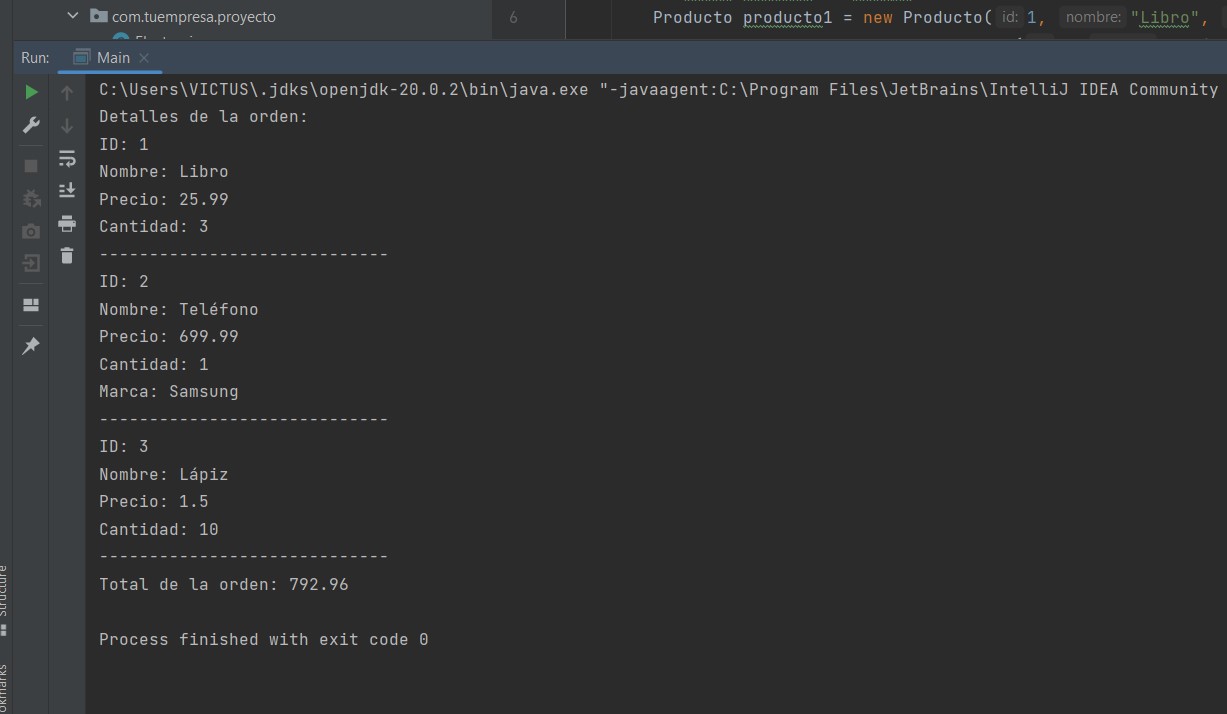 com.tuempresa.proyecto
6 Producto producto1 = new Producto( id: 1, nombre: "Libro",
Run: Main
C:\Users\VICTUS\.jdks\openjdk-20.0.2\bin\java.exe "-javaagent:C:\Program Files\JetBrains\IntelliJ IDEA Community
Detalles de la orden:
ID: 1
Nombre: Libro
Precio: 25.99
Cantidad: 3
-----------------------------
ID: 2
Nombre: Teléfono
Precio: 699.99
Cantidad: 1
Marca: Samsung
-----------------------------
ID: 3
Nombre: Lápiz
Precio: 1.5
Cantidad: 10
-----------------------------
Total de la orden: 792.96
Process finished with exit code 0
Structure
okmarks